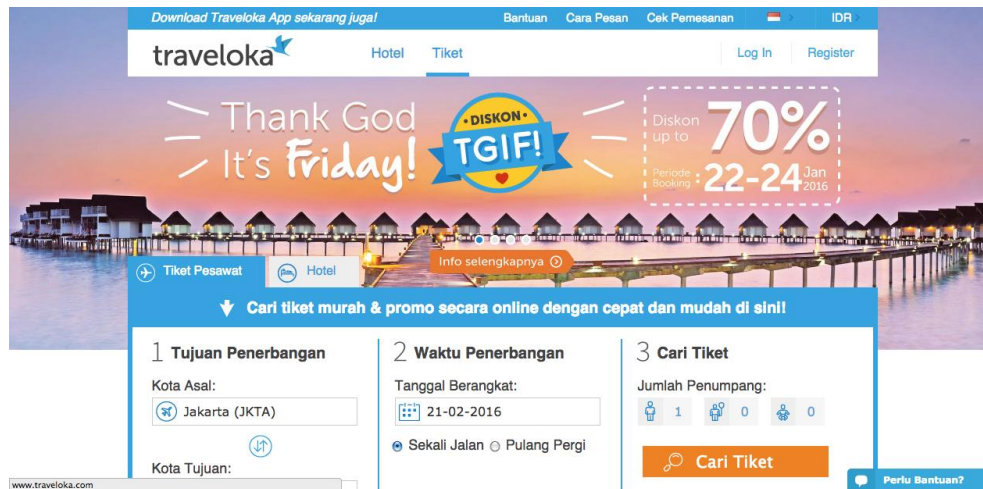 Download Traveloka App sekarang juga! Bantuan Cara Pesan Cek Pemesanan IDR
traveloka Hotel Tiket Log In Register
Thank God
It's Friday!
• DISKON •
TGIF!
Diskon
up to
70%
Periode
Booking : 22-24 Jan
2016
Info selengkapnya
Tiket Pesawat Hotel
Cari tiket murah & promo secara online dengan cepat dan mudah di sini!
1 Tujuan Penerbangan
Kota Asal:
Jakarta (JKTA)
Kota Tujuan:
2 Waktu Penerbangan
Tanggal Berangkat:
21-02-2016
Sekali Jalan Pulang Pergi
3 Cari Tiket
Jumlah Penumpang:
1 0 0
Cari Tiket
www.traveloka.com
Perlu Bantuan?